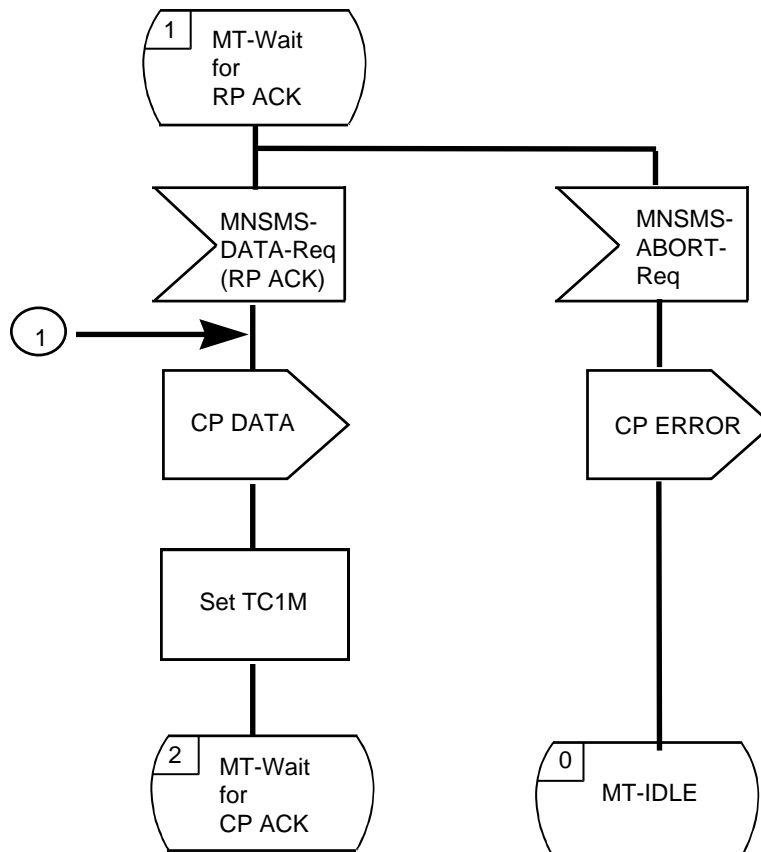 1
MT-Wait
for
RP ACK
MNSMS-
DATA-Req
(RP ACK)
MNSMS-
ABORT-
Req
1
CP DATA
CP ERROR
Set TC1M
2
MT-Wait
for
CP ACK
0
MT-IDLE